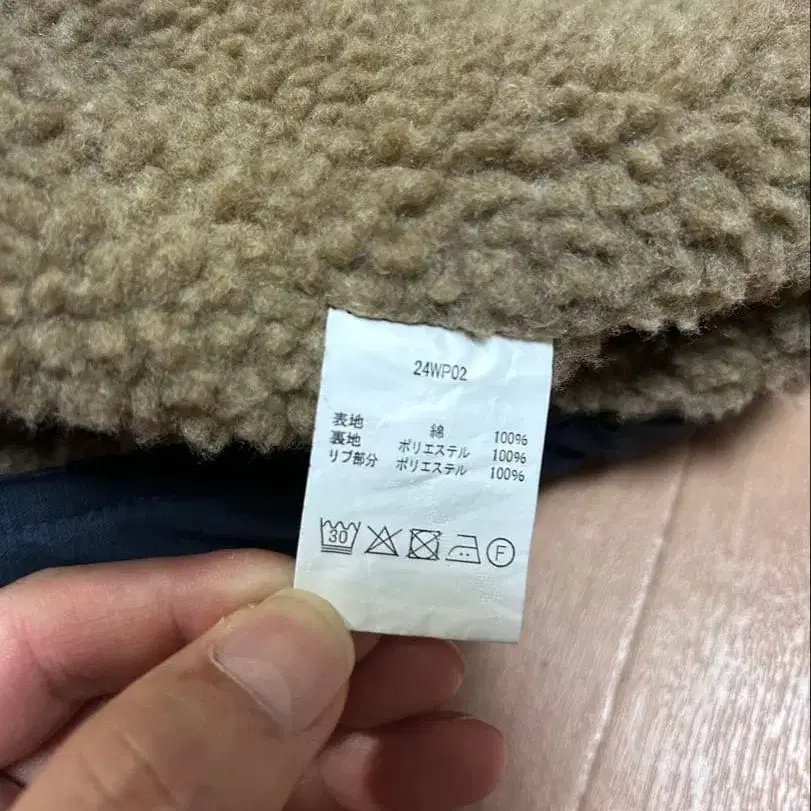 24WP02
表地 綿 100%
裏地 ポリエステル 100%
リブ部分 ポリエステル 100%
30 F